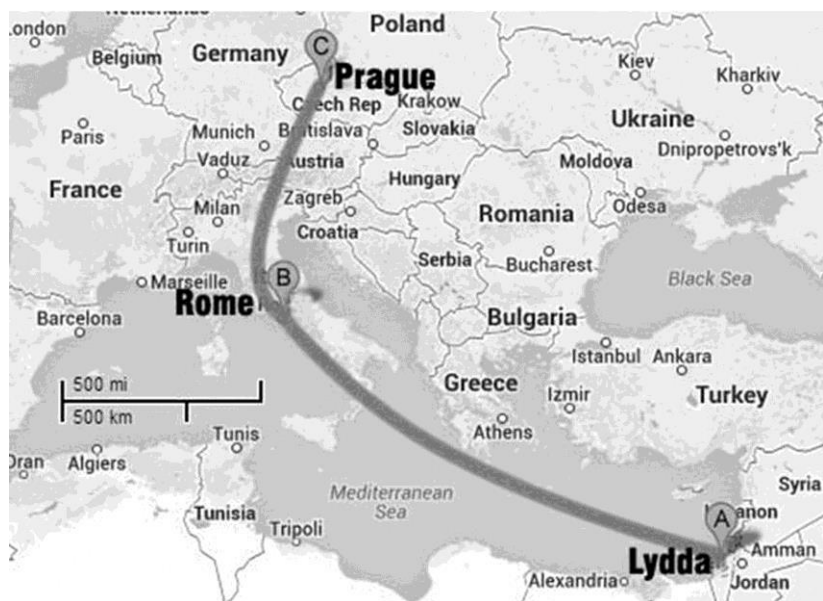 London
Netherlands
Poland
Germany
C
Belgium
Prague
Kiev
Kharkiv
Czech Rep
Krakow
Paris
Munich
Bratislava
Slovakia
Ukraine
Vaduz
Austria
Moldova
Dnipropetrovs'k
France
Hungary
Milan
Zagreb
Romania
Odesa
Turin
Croatia
Serbia
Bucharest
Marseille
B
Black Sea
Rome
Barcelona
Bulgaria
Istanbul
Ankara
500 mi
500 km
Greece
Izmir
Turkey
Athens
Tunis
Oran
Algiers
Mediterranean
Sea
Syria
Tunisia
A
Lebanon
Tripoli
Lydda
Amman
Alexandria
Jordan